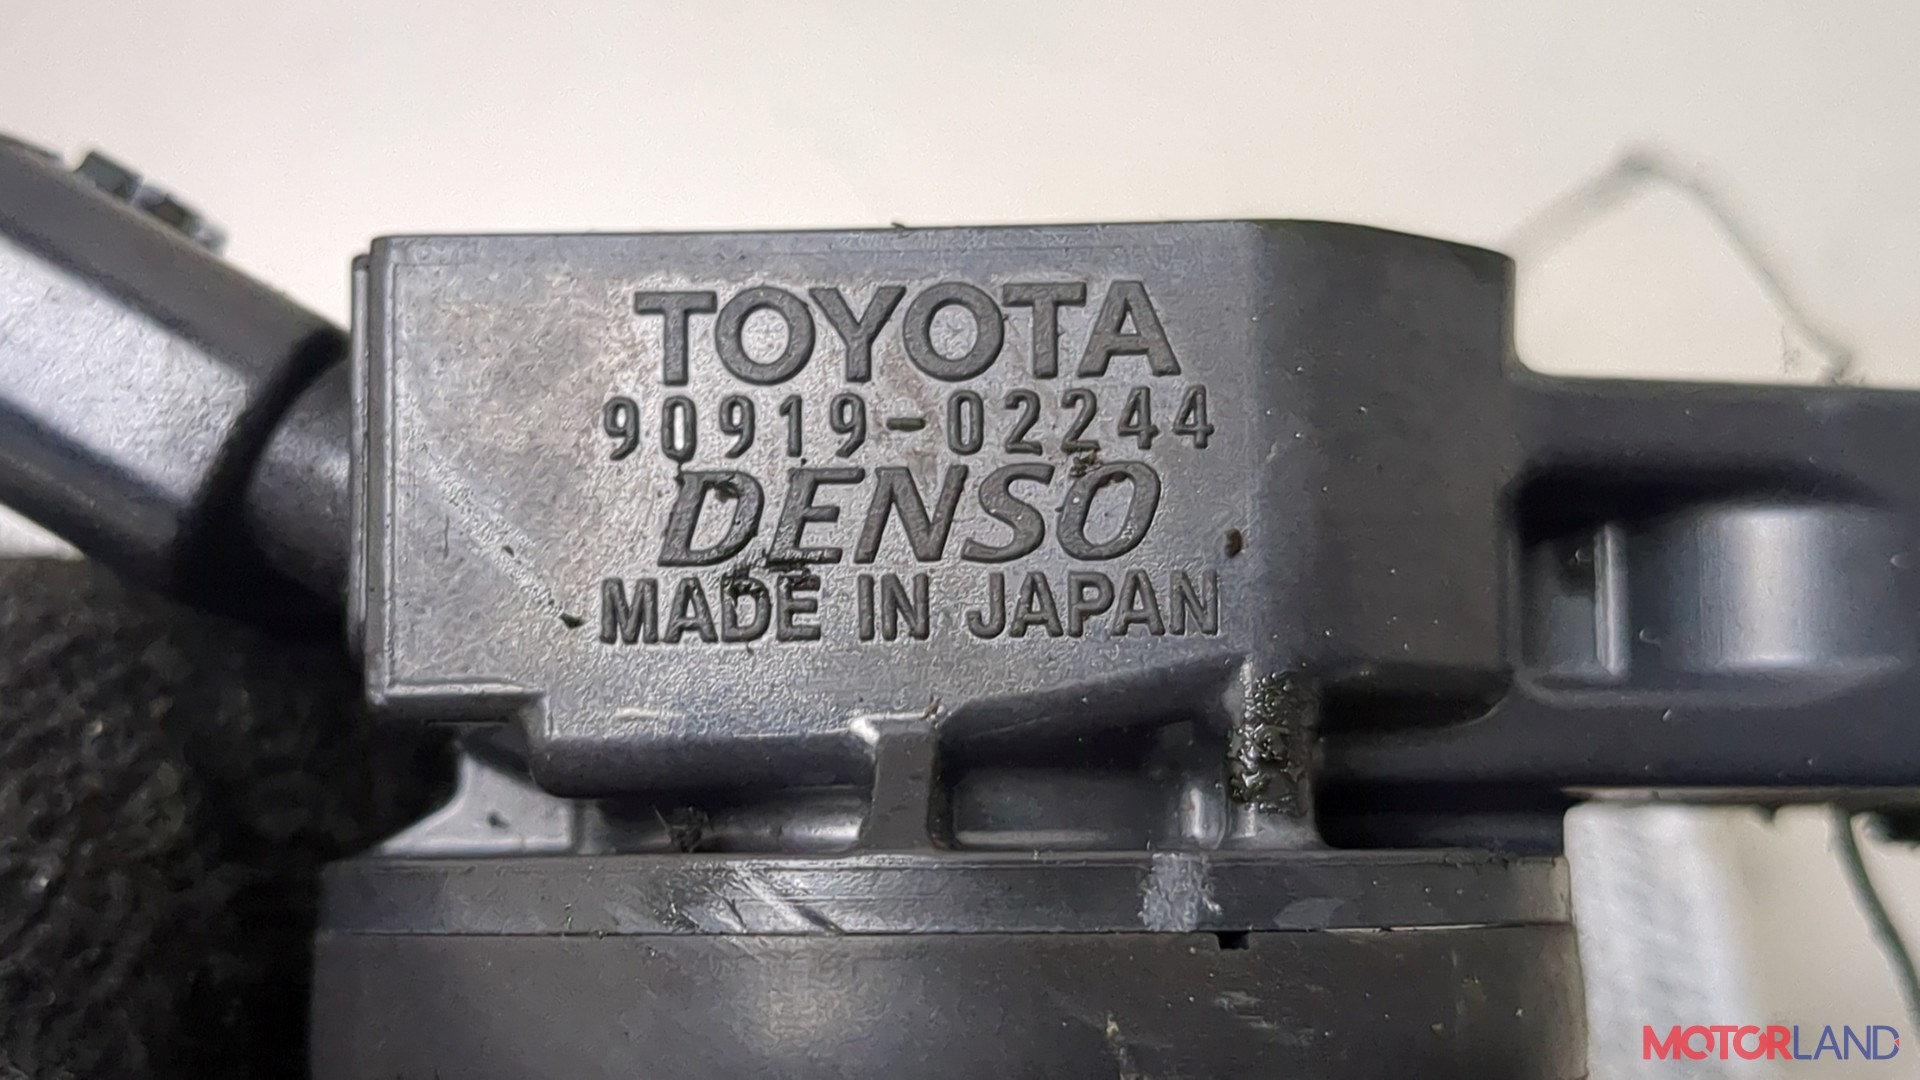 TOYOTA
90919-02244
DENSO
MADE IN JAPAN
MOTORLAND